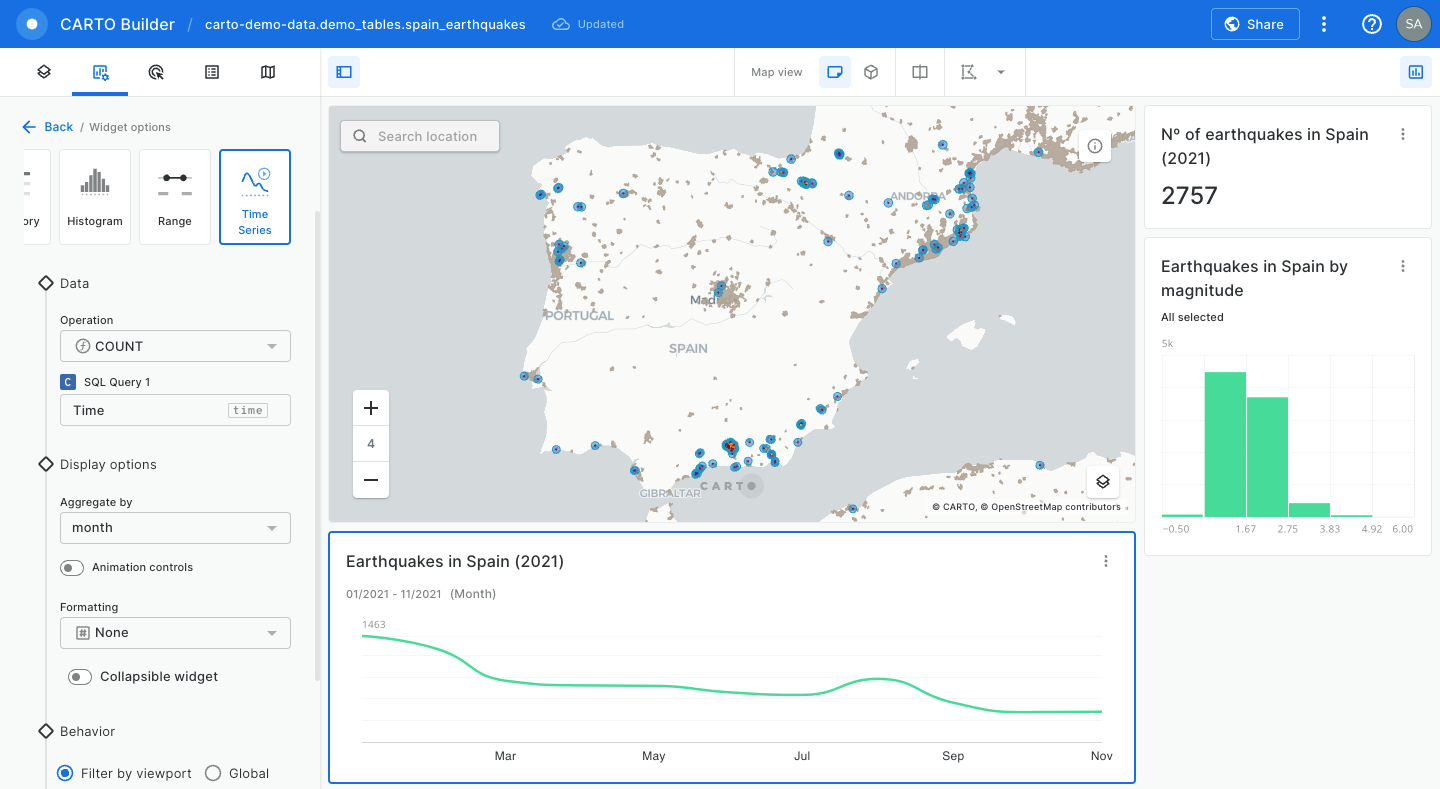 CARTO Builder / carto-demo-data.demo_tables.spain_earthquakes Updated Share SA
Map view
Back / Widget options
ory Histogram Range Time Series
Data
Operation
COUNT
C SQL Query 1
Time time
Display options
Aggregate by
month
Animation controls
Formatting
# None
Collapsible widget
Behavior
Filter by viewport Global
Search location
ANDORRA
PORTUGAL
SPAIN
GIBRALTAR
CARTO
4
© CARTO, © OpenStreetMap contributors
Earthquakes in Spain (2021)
01/2021 - 11/2021 (Month)
1463
Mar May Jul Sep Nov
Nº of earthquakes in Spain
(2021)
2757
Earthquakes in Spain by
magnitude
All selected
5k
−0.50 1.67 2.75 3.83 4.92 6.00